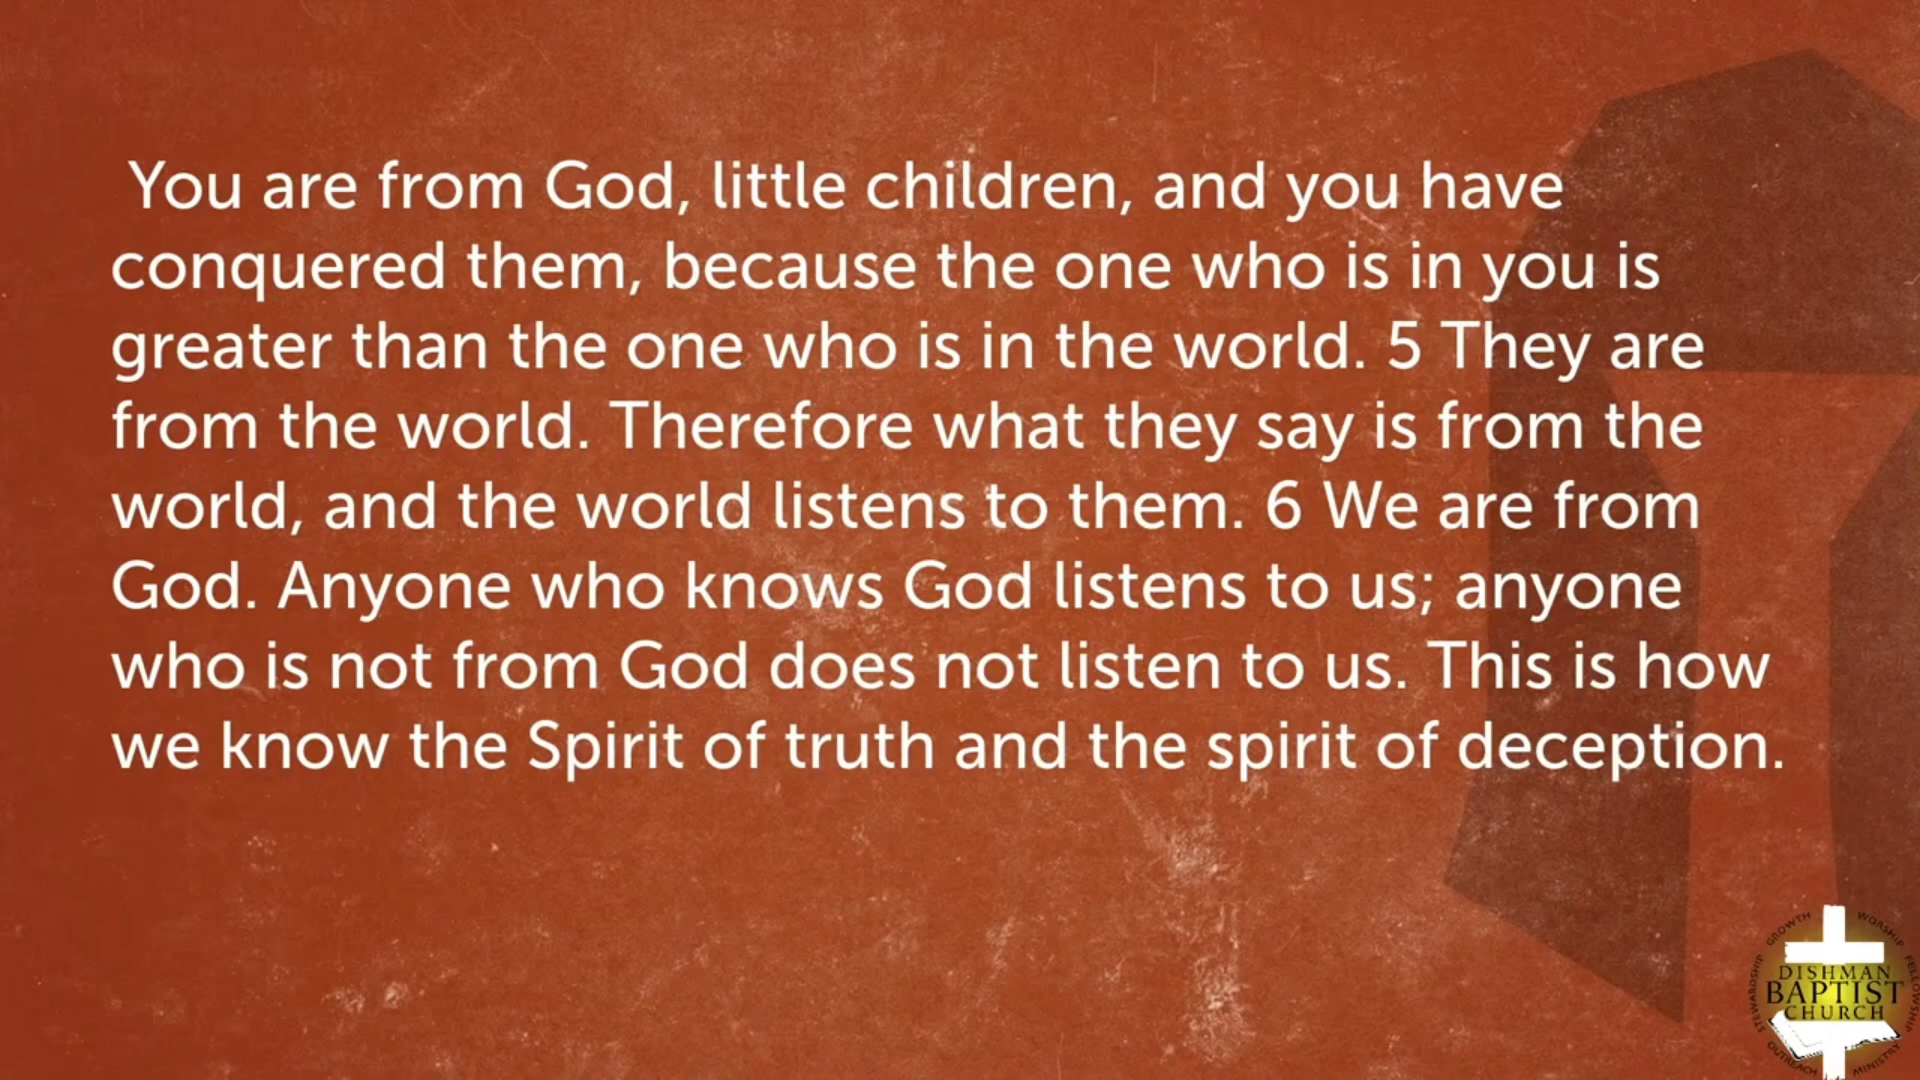 You are from God, little children, and you have
conquered them, because the one who is in you is
greater than the one who is in the world. 5 They are
from the world. Therefore what they say is from the
world, and the world listens to them. 6 We are from
God. Anyone who knows God listens to us; anyone
who is not from God does not listen to us. This is how
we know the Spirit of truth and the spirit of deception.
GROWTH WORSHIP
STEWARDSHIP FELLOWSHIP
DISHMAN
BAPTIST
CHURCH
OUTREACH MINISTRY